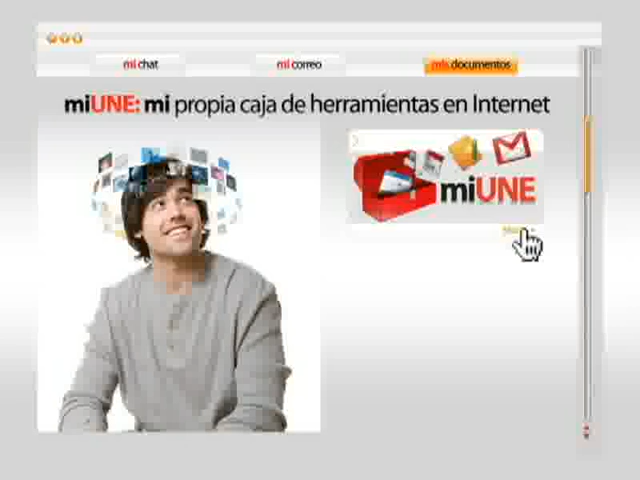 mi chat
mi correo
mis documentos
miUNE: mi propia caja de herramientas en Internet
miUNE